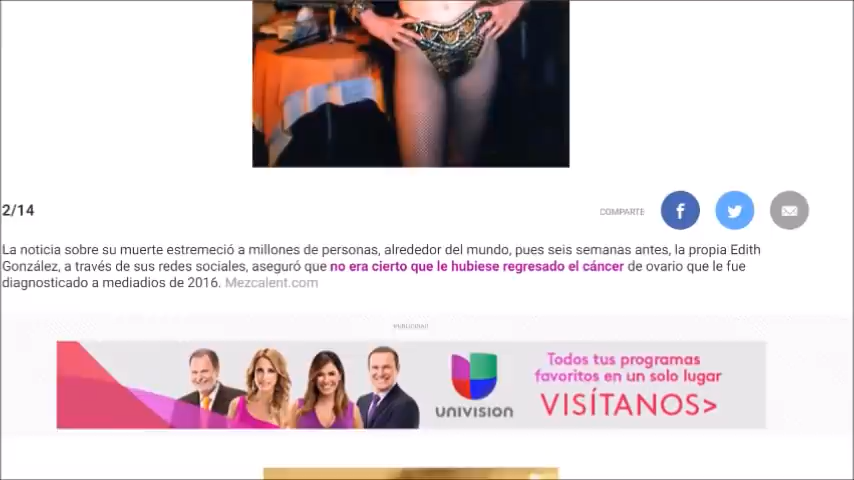 2/14
COMPARTE
La noticia sobre su muerte estremeció a millones de personas, alrededor del mundo, pues seis semanas antes, la propia Edith
González, a través de sus redes sociales, aseguró que no era cierto que le hubiese regresado el cáncer de ovario que le fue
diagnosticado a mediadios de 2016. Mezcalent.com
PUBLICIDAD
Todos tus programas
favoritos en un solo lugar
VISÍTANOS>
UNIVISION